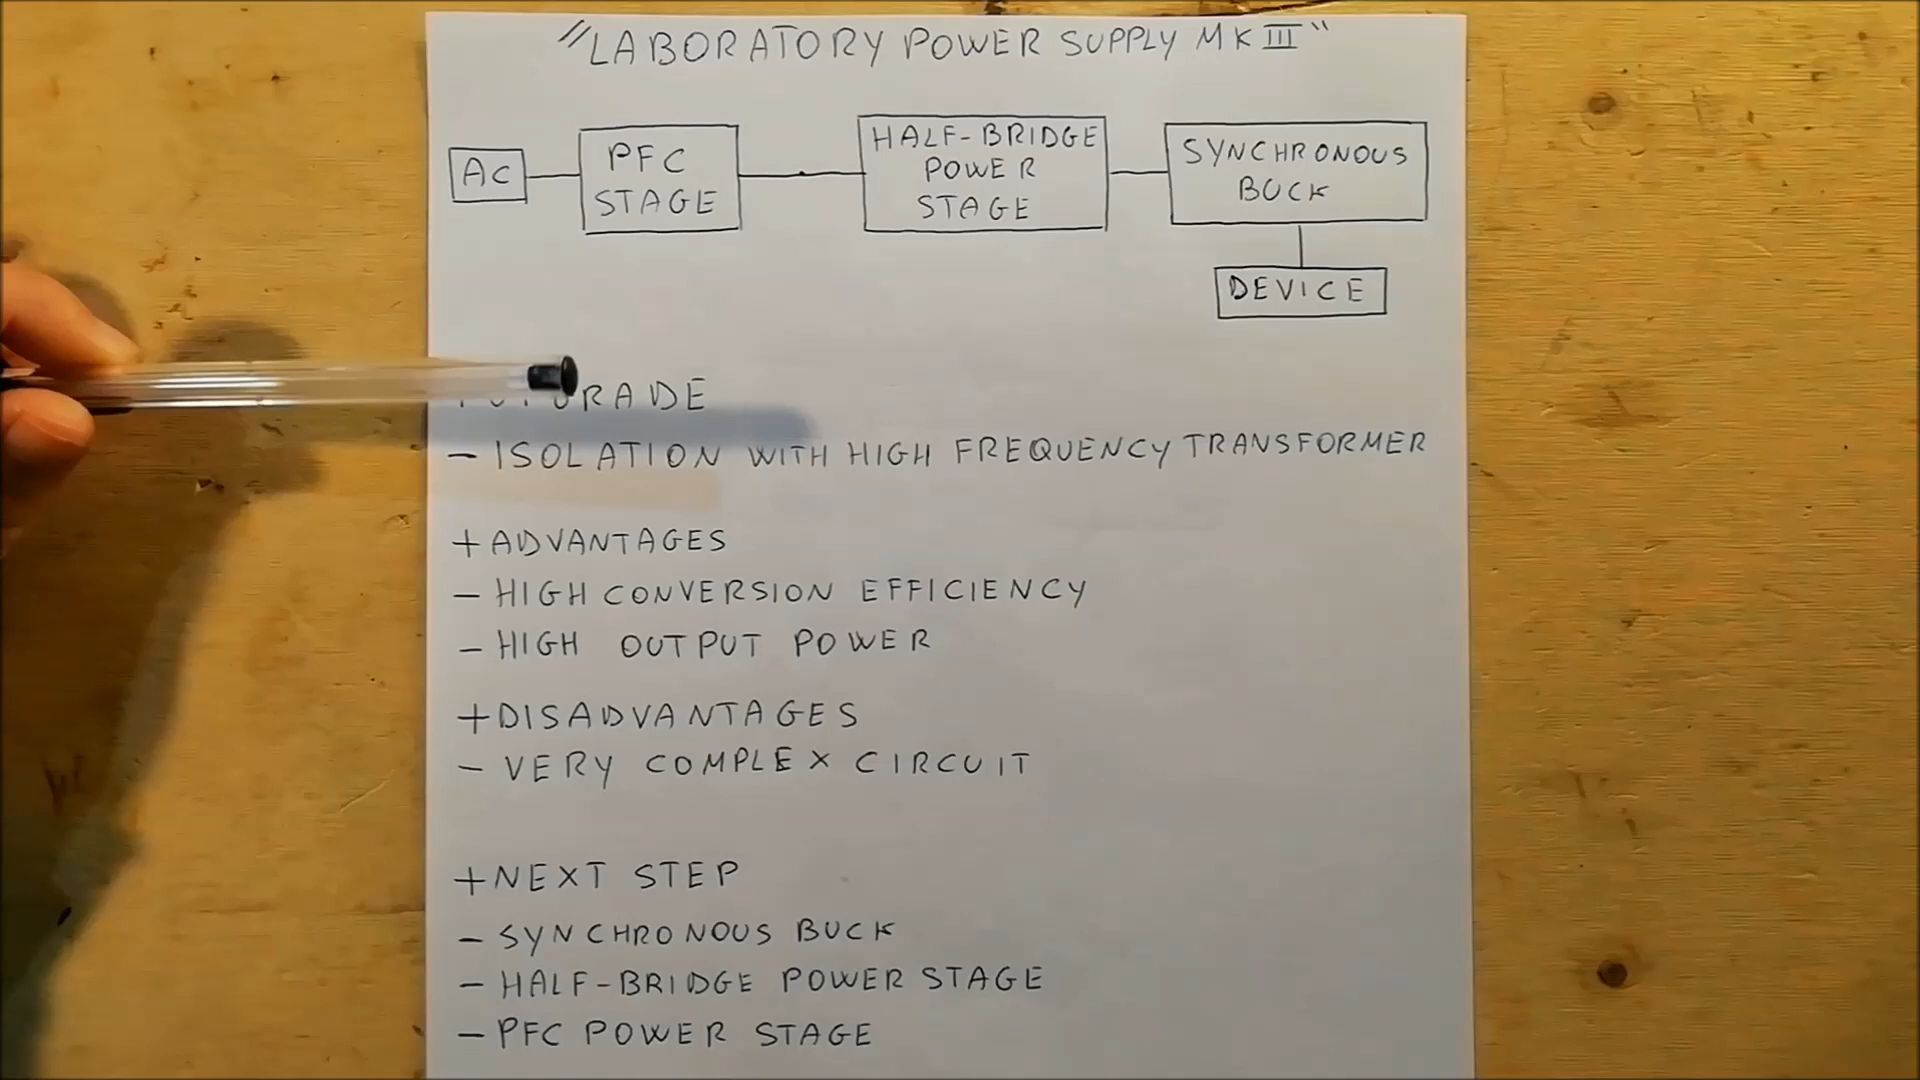 "LABORATORY POWER SUPPLY MK III"
AC
PFC
STAGE
HALF-BRIDGE
POWER
STAGE
SYNCHRONOUS
BUCK
DEVICE
- ISOLATION WITH HIGH FREQUENCY TRANSFORMER
+ ADVANTAGES
- HIGH CONVERSION EFFICIENCY
- HIGH OUTPUT POWER
+ DISADVANTAGES
- VERY COMPLEX CIRCUIT
+ NEXT STEP
- SYNCHRONOUS BUCK
- HALF-BRIDGE POWER STAGE
- PFC POWER STAGE